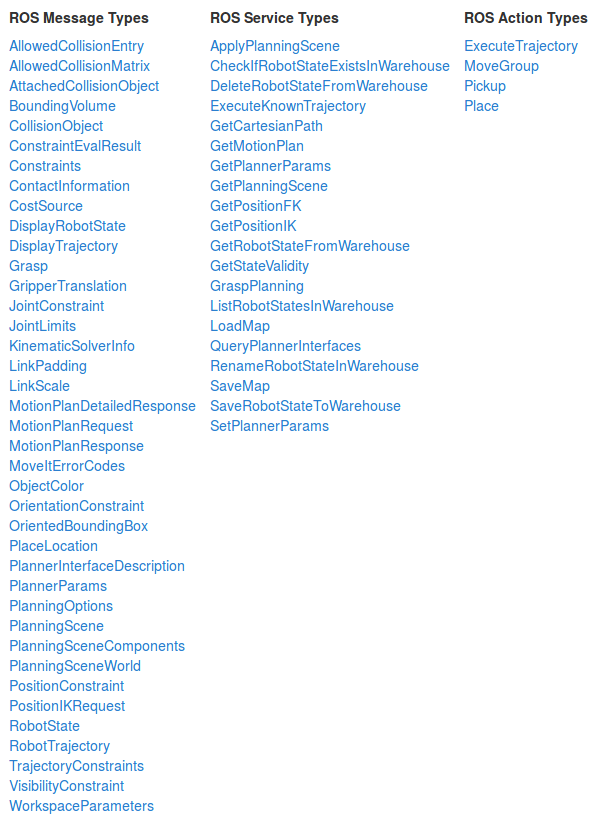 ROS Message Types
AllowedCollisionEntry
AllowedCollisionMatrix
AttachedCollisionObject
BoundingVolume
CollisionObject
ConstraintEvalResult
Constraints
ContactInformation
CostSource
DisplayRobotState
DisplayTrajectory
Grasp
GripperTranslation
JointConstraint
JointLimits
KinematicSolverInfo
LinkPadding
LinkScale
MotionPlanDetailedResponse
MotionPlanRequest
MotionPlanResponse
MoveItErrorCodes
ObjectColor
OrientationConstraint
OrientedBoundingBox
PlaceLocation
PlannerInterfaceDescription
PlannerParams
PlanningOptions
PlanningScene
PlanningSceneComponents
PlanningSceneWorld
PositionConstraint
PositionIKRequest
RobotState
RobotTrajectory
TrajectoryConstraints
VisibilityConstraint
WorkspaceParameters
ROS Service Types
ApplyPlanningScene
CheckIfRobotStateExistsInWarehouse
DeleteRobotStateFromWarehouse
ExecuteKnownTrajectory
GetCartesianPath
GetMotionPlan
GetPlannerParams
GetPlanningScene
GetPositionFK
GetPositionIK
GetRobotStateFromWarehouse
GetStateValidity
GraspPlanning
ListRobotStatesInWarehouse
LoadMap
QueryPlannerInterfaces
RenameRobotStateInWarehouse
SaveMap
SaveRobotStateToWarehouse
SetPlannerParams
ROS Action Types
ExecuteTrajectory
MoveGroup
Pickup
Place